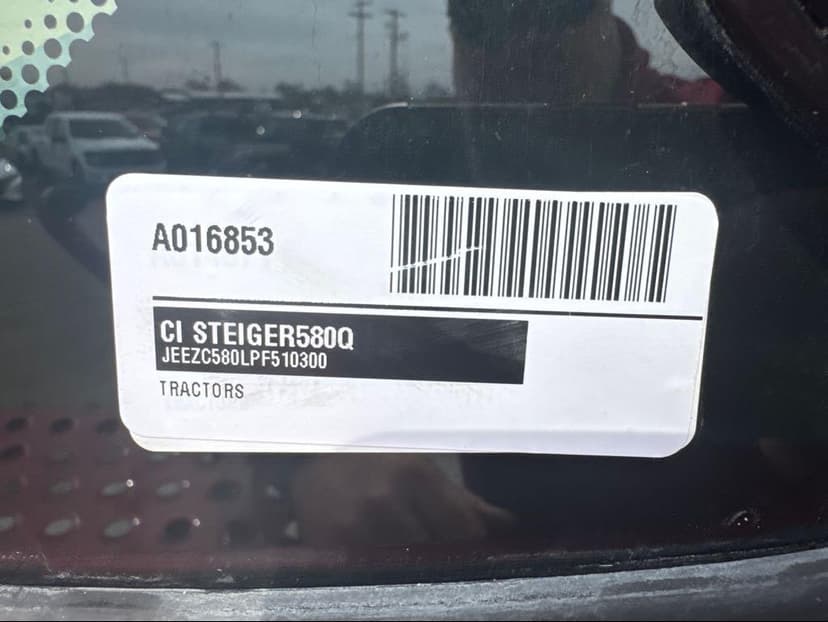 A016853
CI STEIGER580Q
JEEZC580LPF510300
TRACTORS